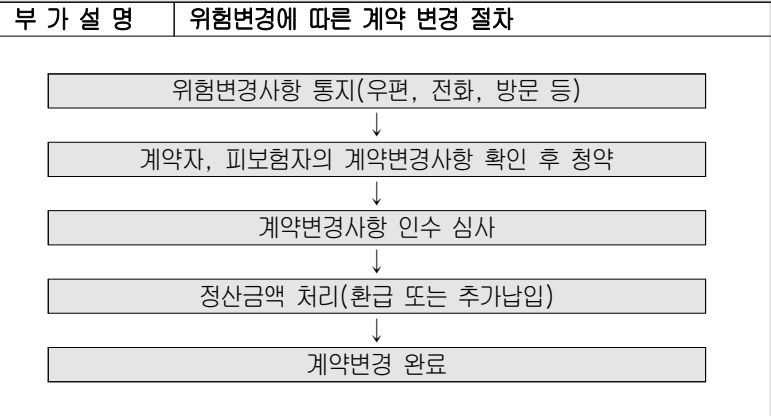 부 가 설 명 위험변경에 따른 계약 변경 절차
위험변경사항 통지(우편, 전화, 방문 등)
↓
계약자, 피보험자의 계약변경사항 확인 후 청약
↓
계약변경사항 인수 심사
↓
정산금액 처리(환급 또는 추가납입)
↓
계약변경 완료